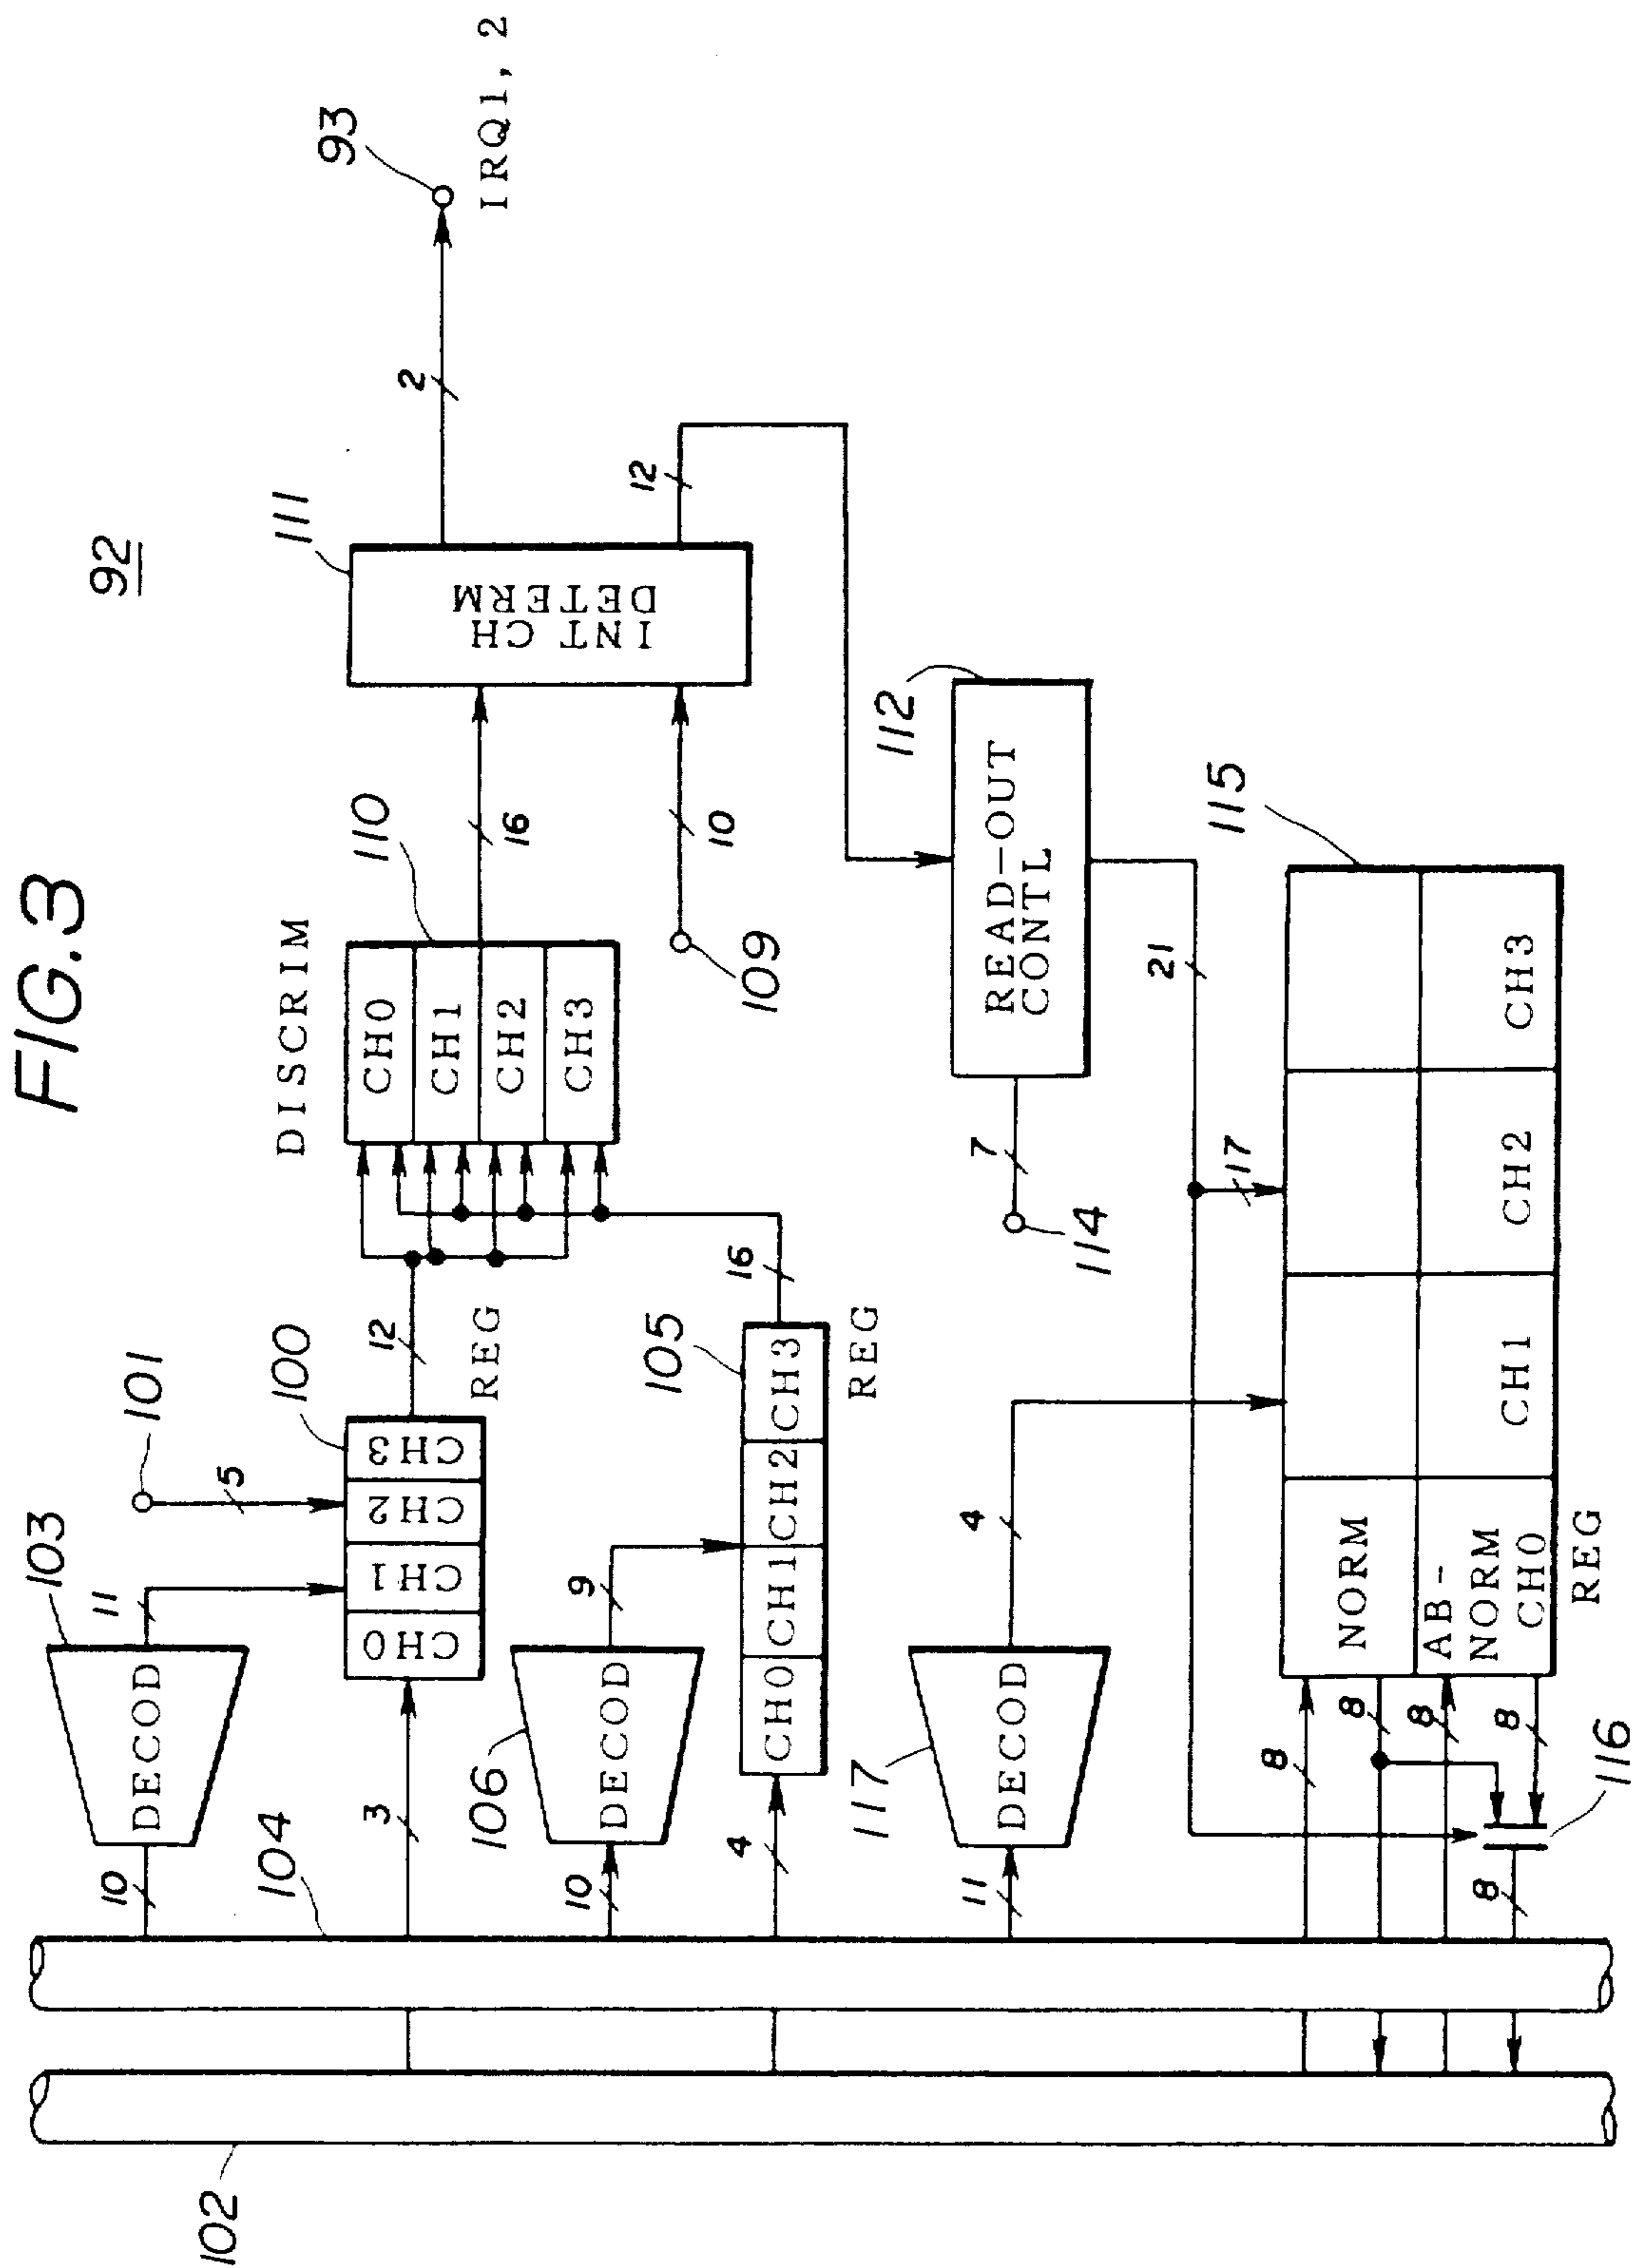 FIG.3
92
93
IRQ1, 2
2
111
INT CH
DETERM
12
DISCRIM
110
CH0
CH1
CH2
CH3
16
10
109
103
DECOD
10
11
101
5
100
CH0
CH1
CH2
CH3
REG
12
3
104
106
DECOD
10
9
105
CH0
CH1
CH2
CH3
REG
16
4
112
READ-OUT
CONTL
7
114
21
17
117
DECOD
11
4
115
NORM
AB-
NORM
CH0
CH1
CH2
CH3
REG
8
8
8
8
8
116
102